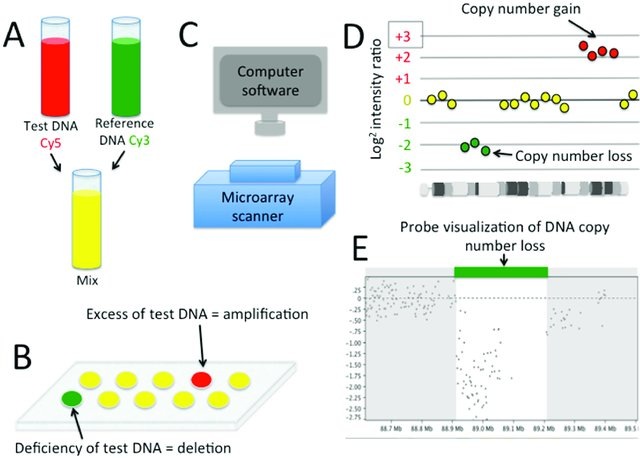 A
Test DNA
Cy5
Reference
DNA Cy3
Mix
B
Excess of test DNA = amplification
Deficiency of test DNA = deletion
C
Computer
software
Microarray
scanner
D
Copy number gain
Log2 intensity ratio
+3
+2
+1
0
-1
-2
-3
Copy number loss
E
Probe visualization of DNA copy
number loss
.25
0
-.25
-.50
-.75
-1.00
-1.25
-1.50
-1.75
-2.00
-2.25
-2.50
-2.75
88.7 Mb 88.8 Mb 88.9 Mb 89.0 Mb 89.1 Mb 89.2 Mb 89.3 Mb 89.4 Mb 89.5 M